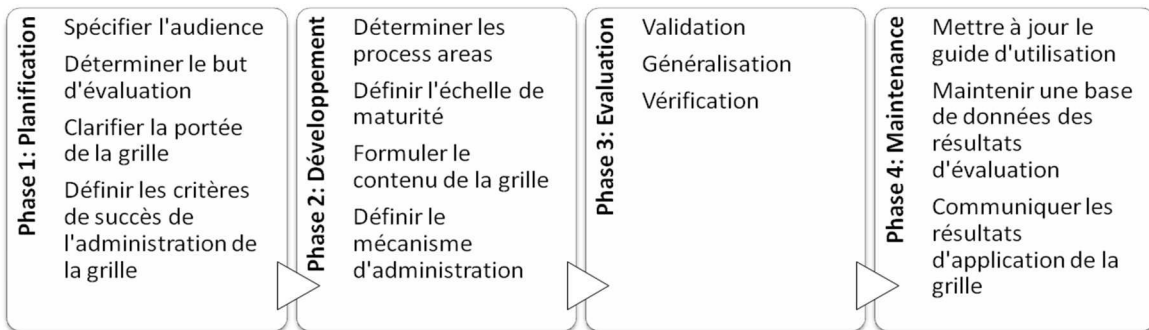 Phase 1: Planification
Spécifier l'audience
Déterminer le but
d'évaluation
Clarifier la portée
de la grille
Définir les critères
de succès de
l'administration de
la grille
Phase 2: Développement
Déterminer les
process areas
Définir l'échelle de
maturité
Formuler le
contenu de la grille
Définir le
mécanisme
d'administration
Phase 3: Evaluation
Validation
Généralisation
Vérification
Phase 4: Maintenance
Mettre à jour le
guide d'utilisation
Maintenir une base
de données des
résultats
d'évaluation
Communiquer les
résultats
d'application de la
grille